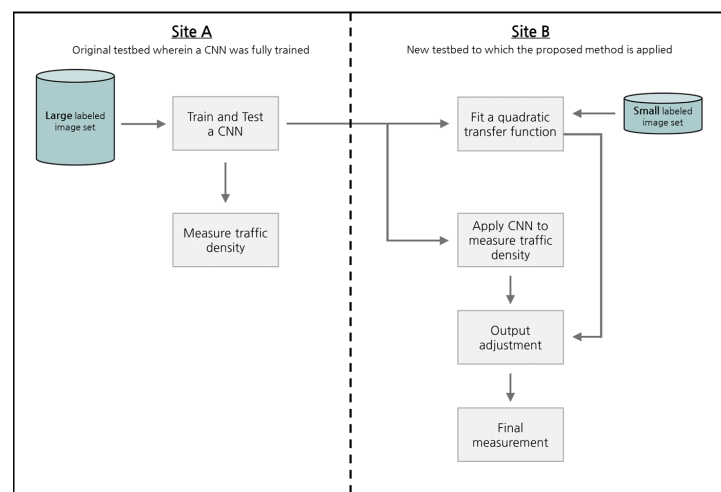 Site A
Original testbed wherein a CNN was fully trained
Large labeled
image set
Train and Test
a CNN
Measure traffic
density
Site B
New testbed to which the proposed method is applied
Fit a quadratic
transfer function
Small labeled
image set
Apply CNN to
measure traffic
density
Output
adjustment
Final
measurement